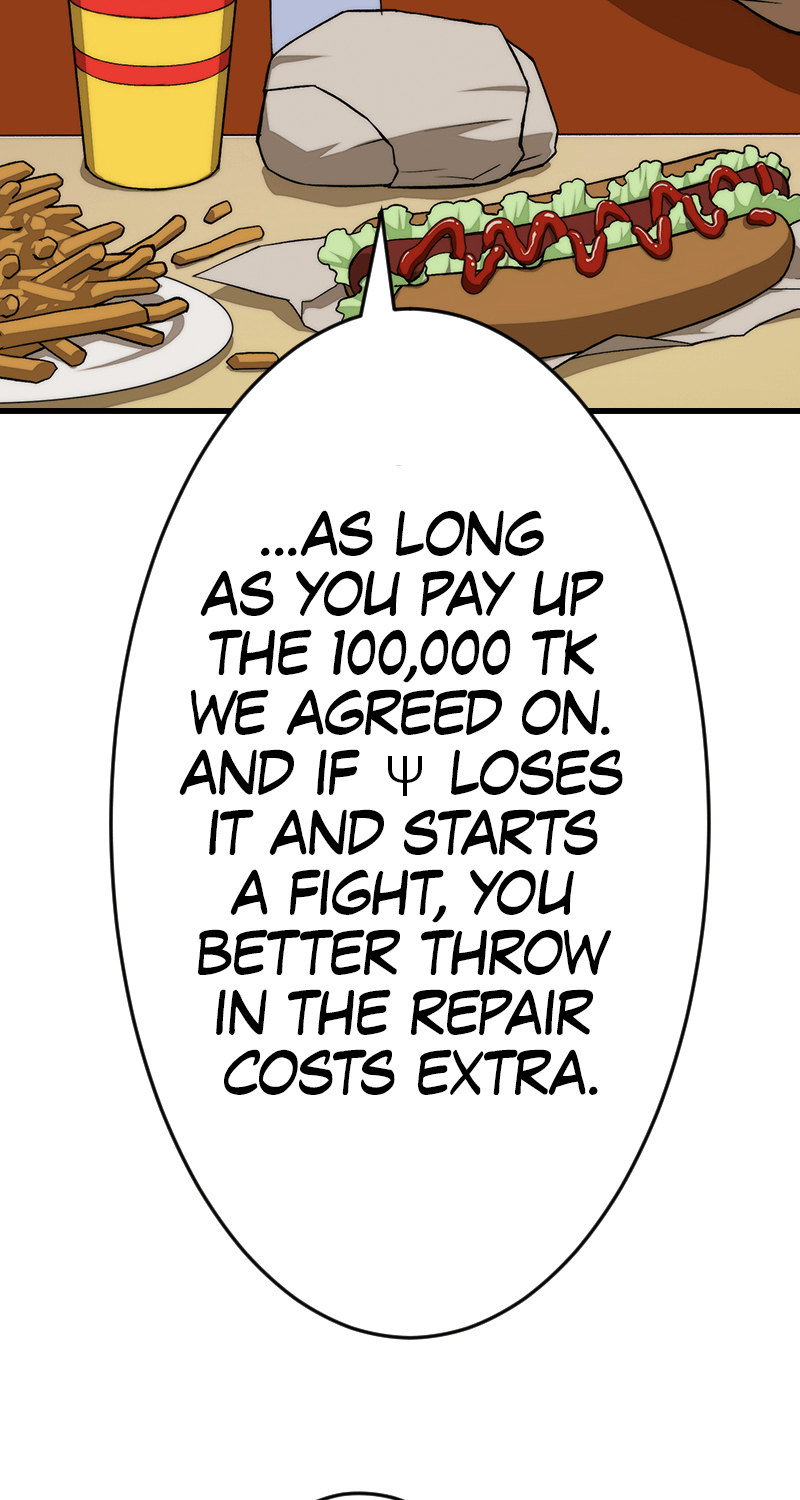 ...AS LONG
AS YOU PAY UP
THE 100,000 TK
WE AGREED ON.
AND IF Ψ LOSES
IT AND STARTS
A FIGHT, YOU
BETTER THROW
IN THE REPAIR
COSTS EXTRA.